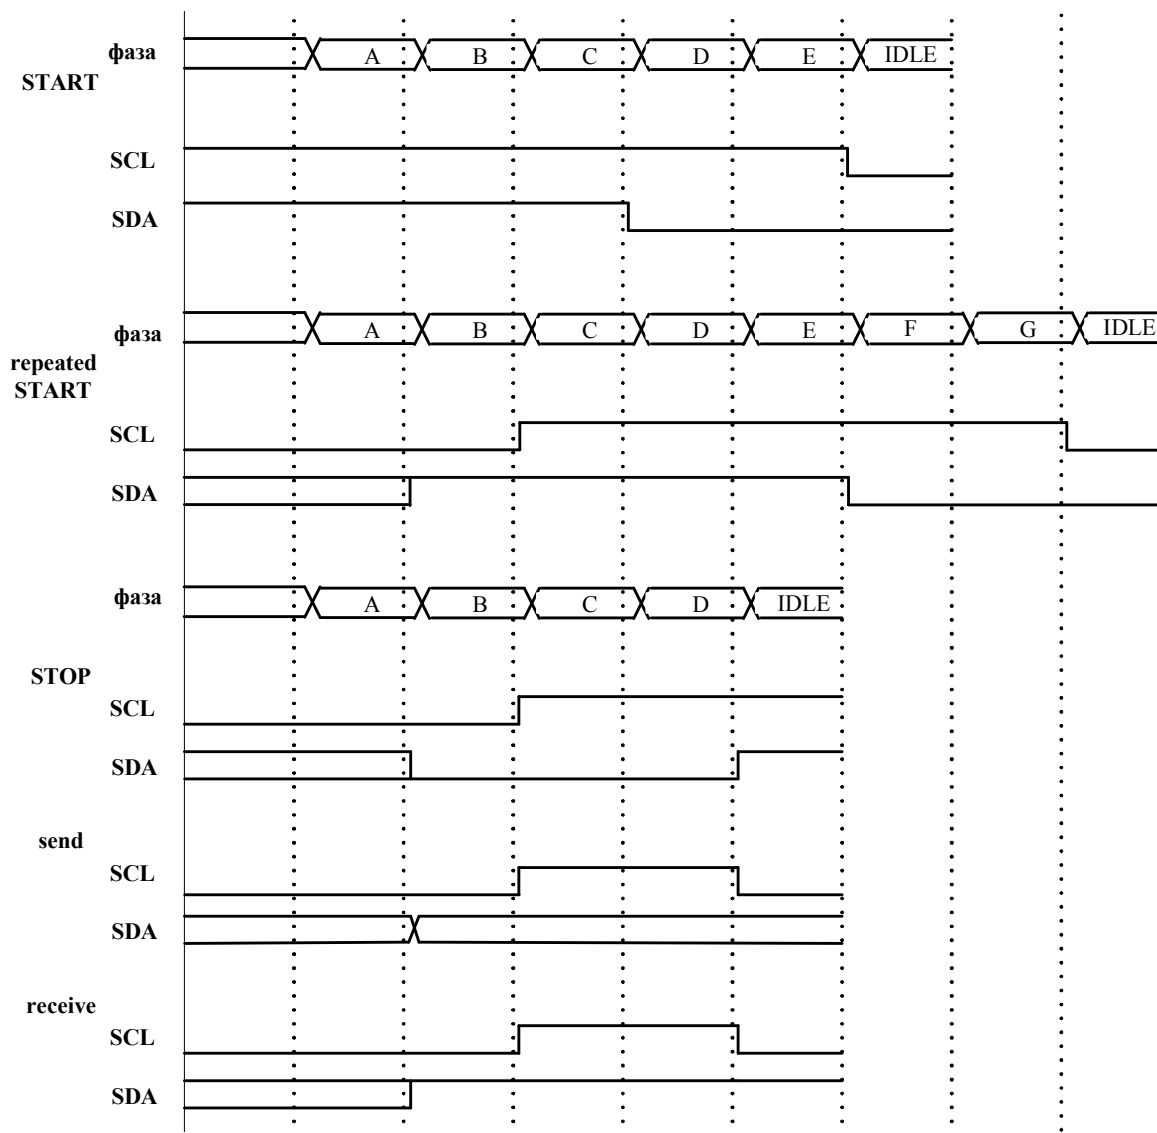 фаза A B C D E IDLE
START
SCL
SDA
фаза A B C D E F G IDLE
repeated
START
SCL
SDA
фаза A B C D IDLE
STOP
SCL
SDA
send
SCL
SDA
receive
SCL
SDA